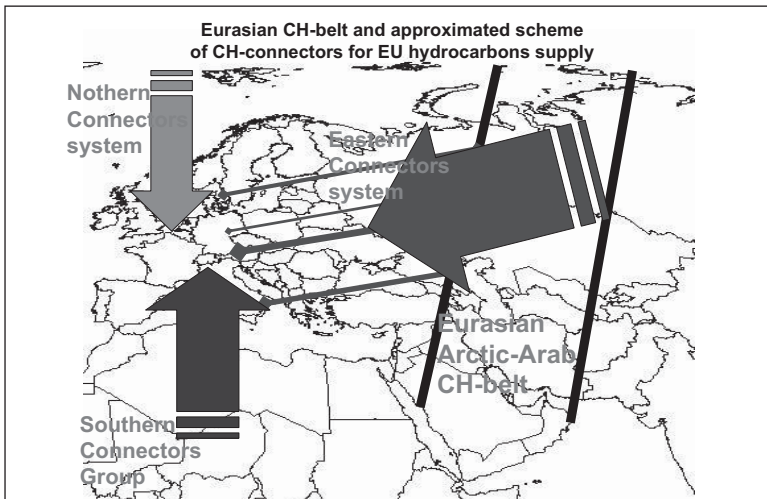 Eurasian CH-belt and approximated scheme
of CH-connectors for EU hydrocarbons supply
Nothern
Connectors
system
Eastern
Connectors
system
Eurasian
Arctic-Arab
CH-belt
Southern
Connectors
Group